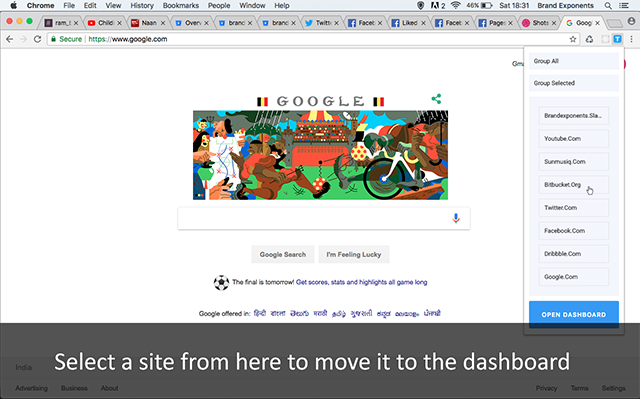 Chrome File Edit View History Bookmarks People Window Help 2 46% Sat 18:31 Brand Exponents
ram_l Childi Naan Overv brand brand Twitte Faceb Liked Faceb Pages Shots Googl
Secure https://www.google.com
Group All
Group Selected
Brandexponents.Sla...
Youtube.Com
Sunmusiq.Com
Bitbucket.Org
Twitter.Com
Facebook.Com
Dribbble.Com
Google.Com
OPEN DASHBOARD
Gma
GOOGLE
Google Search I'm Feeling Lucky
The final is tomorrow! Get scores, stats and highlights all game long
Google offered in: हिन्दी বাংলা తెలుగు मराठी தமிழ் ગુજરાતી ಕನ್ನಡ മലയാളം ਪੰਜਾਬੀ
Select a site from here to move it to the dashboard
India
Advertising Business About Privacy Terms Settings